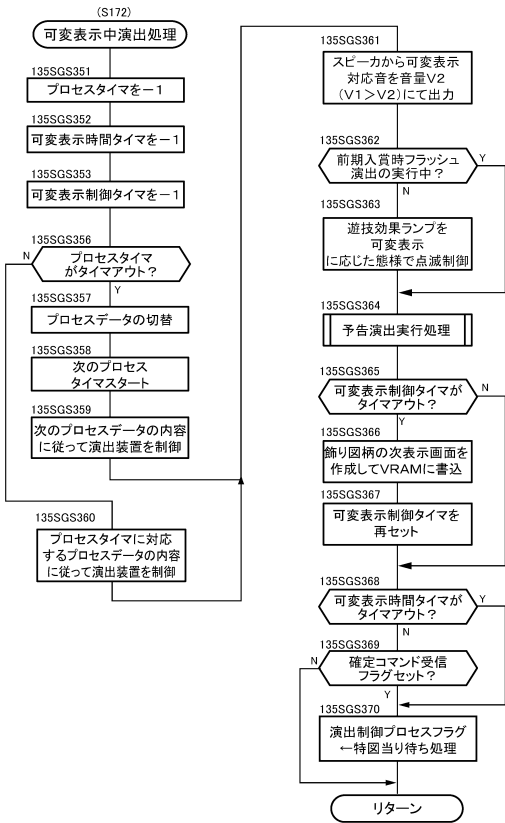 (S172)
可変表示中演出処理
135SGS351
プロセスタイマを－1
135SGS352
可変表示時間タイマを－1
135SGS353
可変表示制御タイマを－1
135SGS356
プロセスタイマ
がタイマアウト？
N
Y
135SGS357
プロセスデータの切替
135SGS358
次のプロセス
タイマスタート
135SGS359
次のプロセスデータの内容
に従って演出装置を制御
135SGS360
プロセスタイマに対応
するプロセスデータの内容
に従って演出装置を制御
135SGS361
スピーカから可変表示
対応音を音量V2
（V1＞V2）にて出力
135SGS362
前期入賞時フラッシュ
演出の実行中？
Y
N
135SGS363
遊技効果ランプを
可変表示
に応じた態様で点滅制御
135SGS364
予告演出実行処理
135SGS365
可変表示制御タイマが
タイマアウト？
N
Y
135SGS366
飾り図柄の次表示画面を
作成してVRAMに書込
135SGS367
可変表示制御タイマを
再セット
135SGS368
可変表示時間タイマが
タイマアウト？
Y
N
135SGS369
確定コマンド受信
フラグセット？
N
Y
135SGS370
演出制御プロセスフラグ
←特図当り待ち処理
リターン